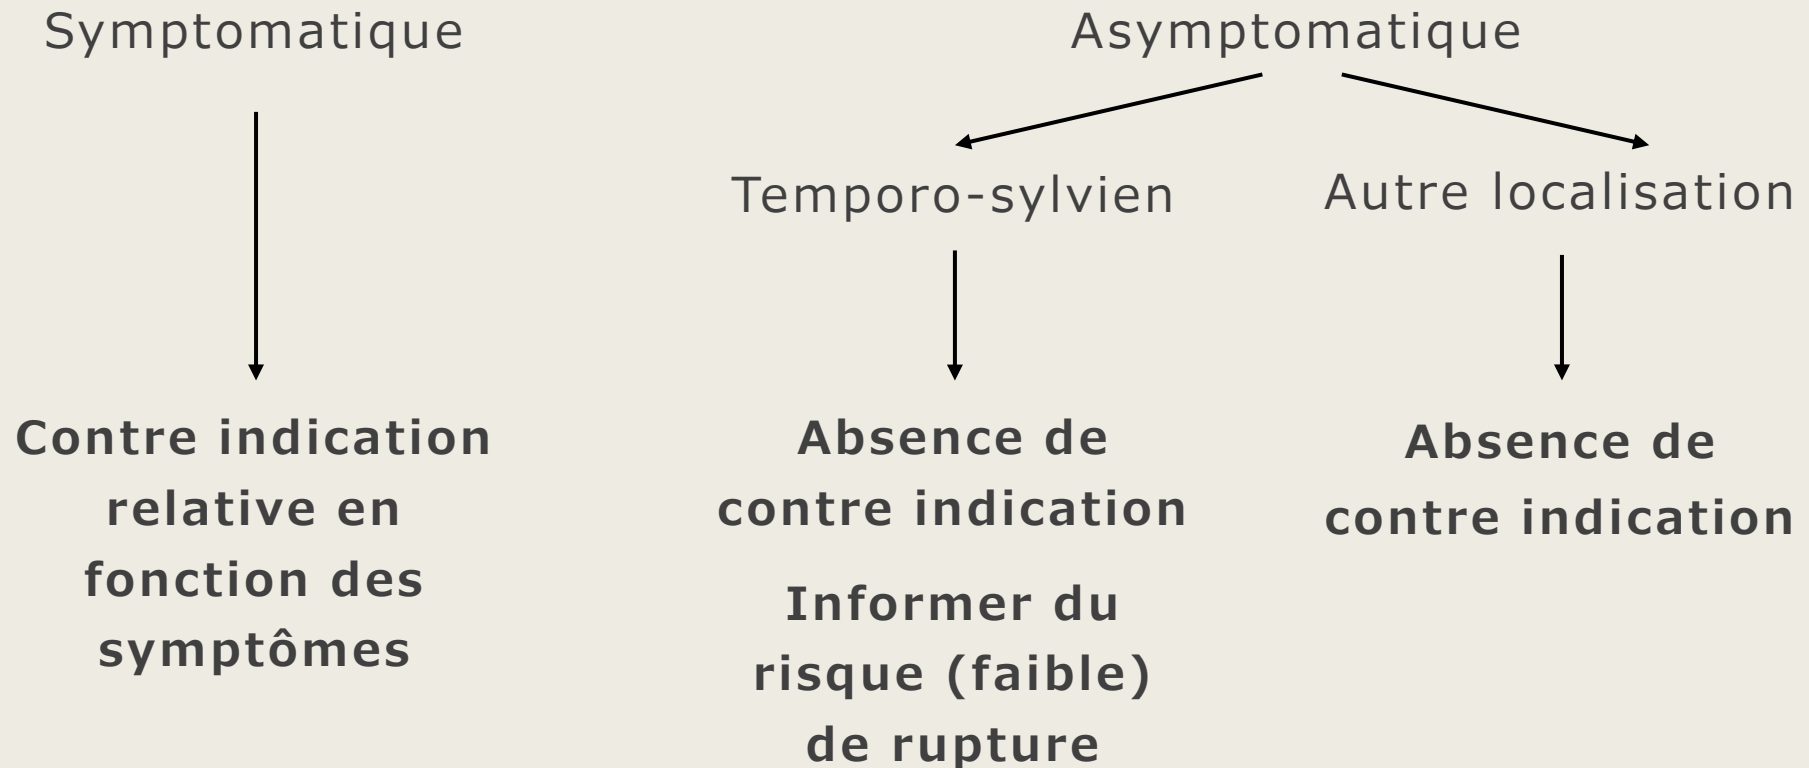 Symptomatique
Asymptomatique
Temporo-sylvien
Autre localisation
Contre indication
relative en
fonction des
symptômes
Absence de
contre indication
Informer du
risque (faible)
de rupture
Absence de
contre indication